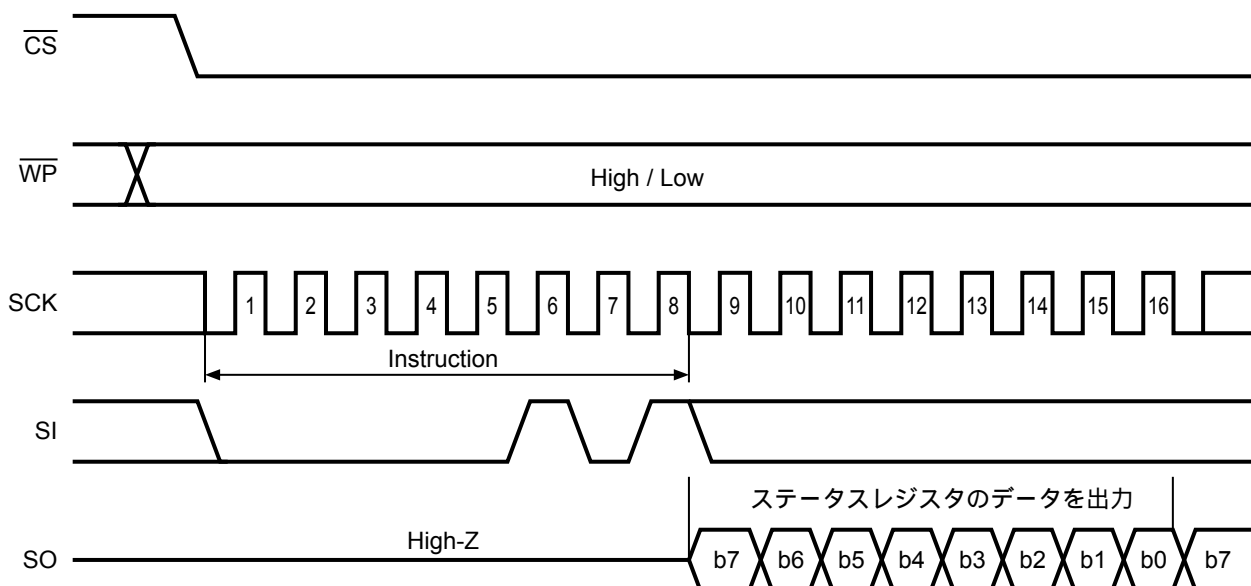 CS
WP
High / Low
SCK
1 2 3 4 5 6 7 8 9 10 11 12 13 14 15 16
Instruction
SI
ステータスレジスタのデータを出力
High-Z
SO
b7 b6 b5 b4 b3 b2 b1 b0 b7